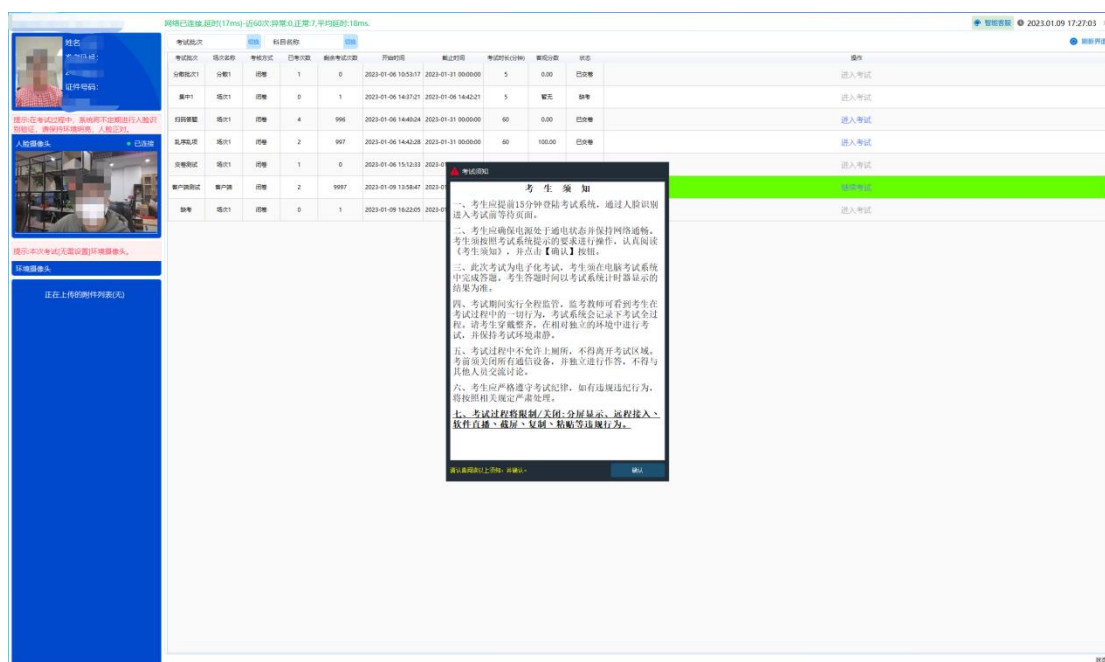 网络已连接,延时(17ms)-近60次:异常:0,正常:7,平均延时:18ms.
智能客服 2023.01.09 17:27:03
姓名
证件号码:
提示:在考试过程中,系统将不定期进行人脸识
别验证,请保持环境明亮,人脸正对。
人脸摄像头 已连接
提示:本次考试[无需设置]环境摄像头。
环境摄像头
正在上传的附件列表(无)
考试批次 切换 科目名称 切换 刷新界面
考试批次 场次名称 考核方式 已考次数 剩余考试次数 开始时间 截止时间 考试时长(分钟) 客观分数 状态 操作
分散批次1 分散1 闭卷 1 0 2023-01-06 10:53:17 2023-01-31 00:00:00 5 0.00 已交卷 进入考试
集中1 场次1 闭卷 0 1 2023-01-06 14:37:21 2023-01-06 14:42:21 5 暂无 缺考 进入考试
扫码答题 场次1 闭卷 4 996 2023-01-06 14:40:24 2023-01-31 00:00:00 60 0.00 已交卷 进入考试
乱序乱项 场次1 闭卷 2 997 2023-01-06 14:42:28 2023-01-31 00:00:00 60 100.00 已交卷 进入考试
交卷测试 场次1 闭卷 1 0 2023-01-06 15:12:33 2023-01 进入考试
客户端测试 客户端 闭卷 2 9997 2023-01-09 13:58:47 2023-01 继续考试
缺考 场次1 闭卷 0 1 2023-01-09 16:22:05 2023-01 进入考试
考试须知
考 生 须 知
一、考生应提前15分钟登陆考试系统,通过人脸识别
进入考试前等待页面。
二、考生应确保电源处于通电状态并保持网络通畅。
考生须按照考试系统提示的要求进行操作,认真阅读
《考生须知》,并点击【确认】按钮。
三、此次考试为电子化考试,考生须在电脑考试系统
中完成答题,考生答题时间以考试系统计时器显示的
结果为准。
四、考试期间实行全程监管,监考教师可看到考生在
考试过程中的一切行为,考试系统会记录下考试全过
程。请考生穿戴整齐,在相对独立的环境中进行考
试,并保持考试环境肃静。
五、考试过程中不允许上厕所,不得离开考试区域。
考前须关闭所有通信设备,并独立进行作答,不得与
其他人员交流讨论。
六、考生应严格遵守考试纪律,如有违规违纪行为,
将按照相关规定严肃处理。
七、考试过程将限制/关闭:分屏显示、远程接入、
软件直播、截屏、复制、粘贴等违规行为。
请认真阅读以上须知,并确认。 确认